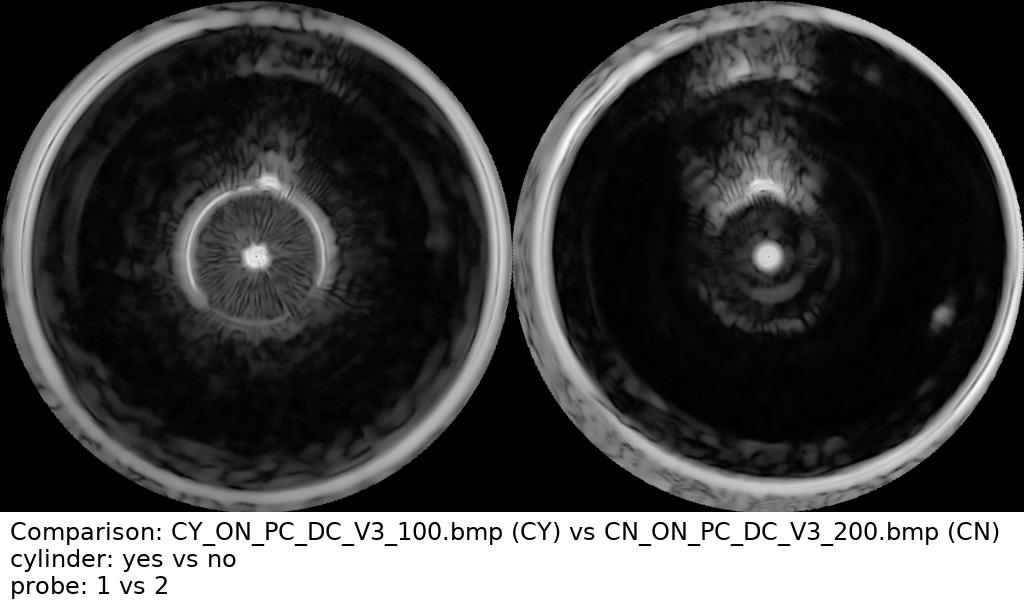 Comparison: CY_ON_PC_DC_V3_100.bmp (CY) vs CN_ON_PC_DC_V3_200.bmp (CN)
cylinder: yes vs no
probe: 1 vs 2